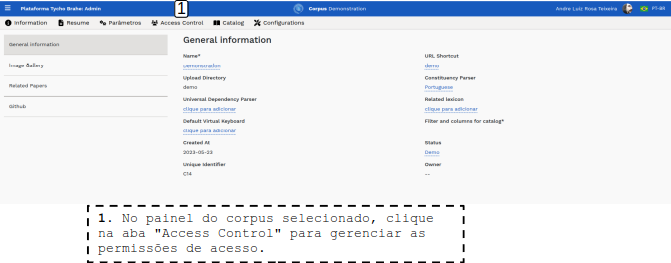 Plataforma Tycho Brahe: Admin
1
Corpus Demonstration
Andre Luiz Rosa Teixeira
PT-BR
Information Resume Parâmetros Access Control Catalog Configurations
General information
Image Gallery
Related Papers
Github
General information
Name* URL Shortcut
demo
Upload Directory Constituency Parser
demo Portuguese
Universal Dependency Parser Related lexicon
clique para adicionar clique para adicionar
Default Virtual Keyboard Filter and columns for catalog*
clique para adicionar
Created At Status
2023-05-23 Demo
Unique Identifier Owner
C14 --
1. No painel do corpus selecionado, clique
na aba "Access Control" para gerenciar as
permissões de acesso.